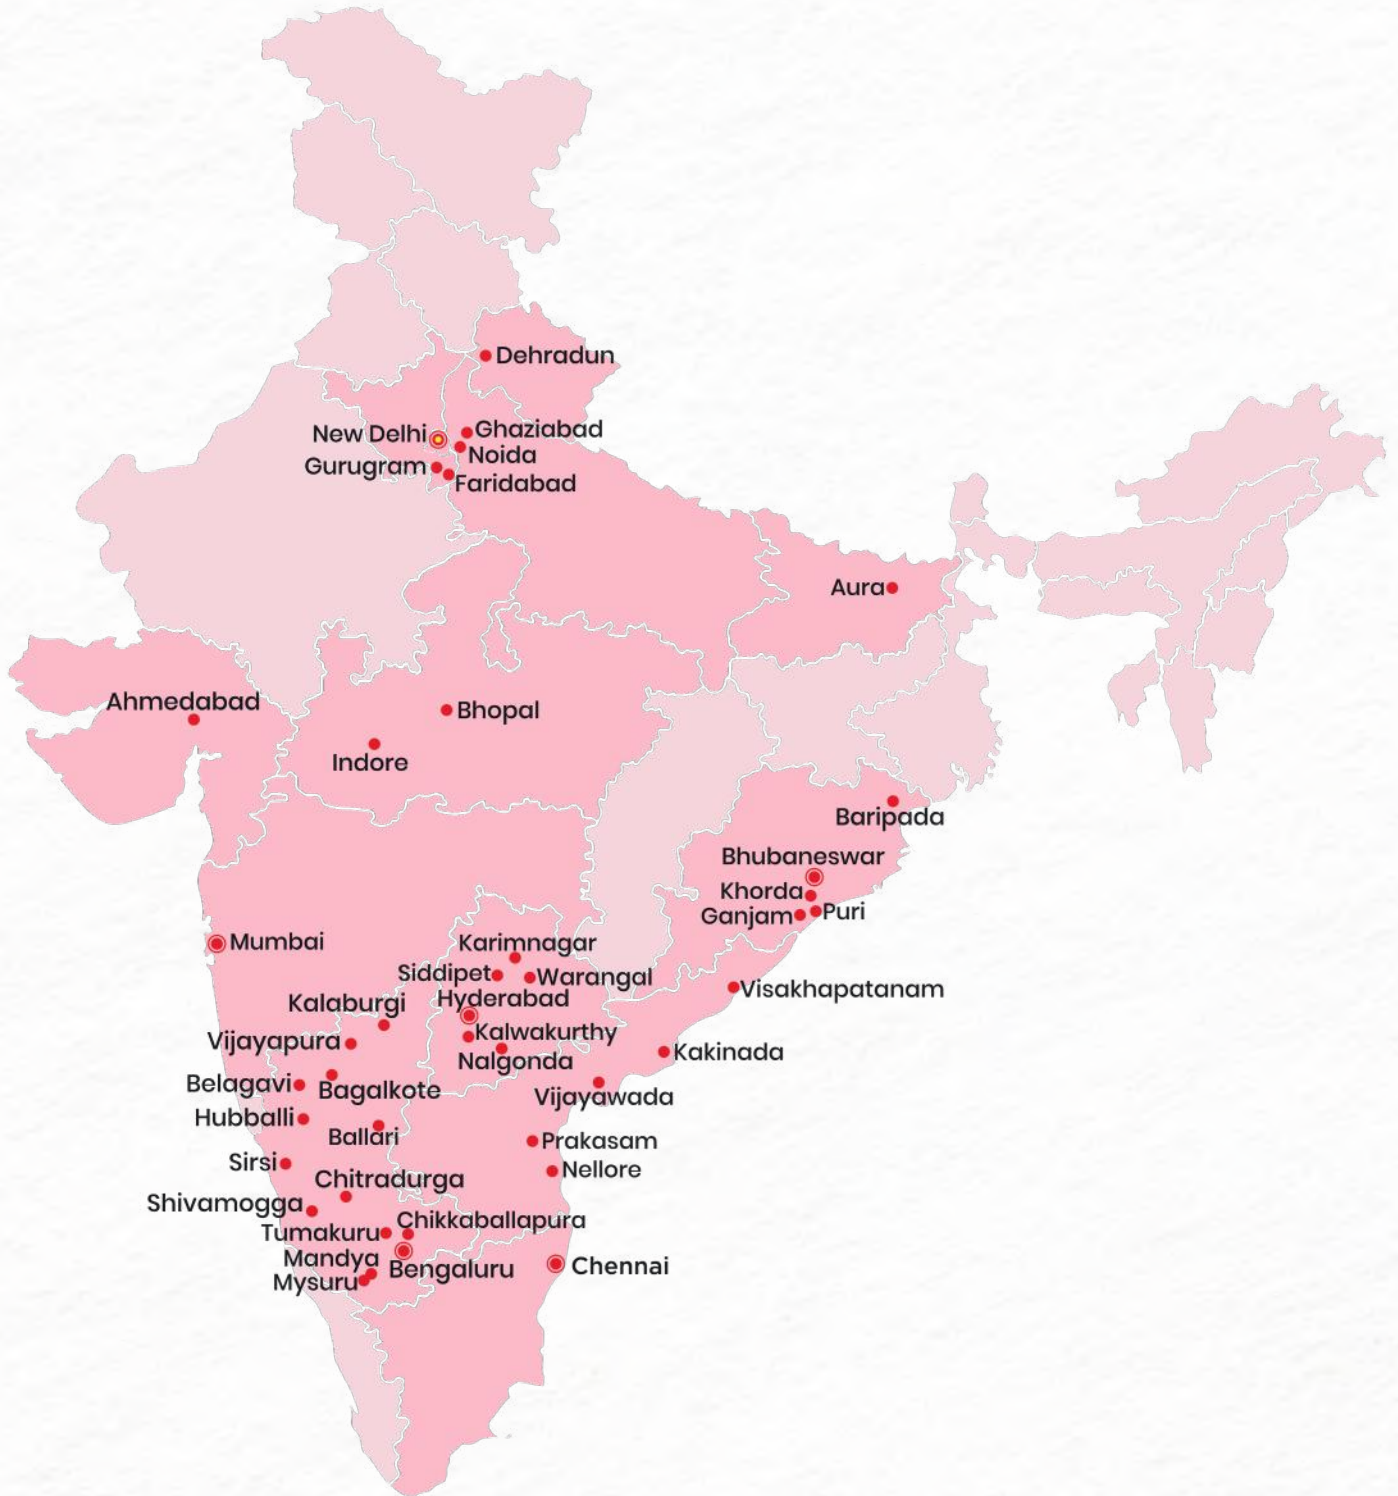 Dehradun
New Delhi
Ghaziabad
Noida
Gurugram
Faridabad
Aura
Ahmedabad
Bhopal
Indore
Baripada
Bhubaneswar
Khorda
Ganjam
Puri
Mumbai
Karimnagar
Siddipet
Warangal
Hyderabad
Visakhapatanam
Kalaburgi
Kalwakurthy
Vijayapura
Kakinada
Nalgonda
Belagavi
Bagalkote
Vijayawada
Hubballi
Ballari
Prakasam
Sirsi
Nellore
Chitradurga
Shivamogga
Chikkaballapura
Tumakuru
Mandya
Bengaluru
Chennai
Mysuru